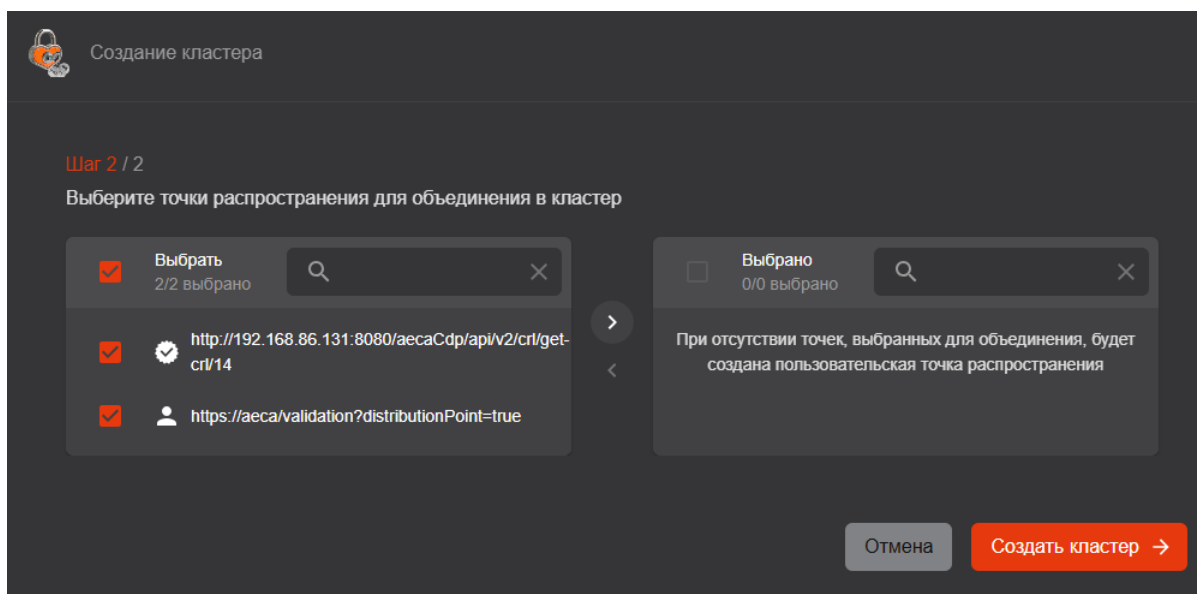 Создание кластера
Шаг 2 / 2
Выберите точки распространения для объединения в кластер
Выбрать
2/2 выбрано
http://192.168.86.131:8080/aecaCdp/api/v2/crl/get-
crl/14
https://aeca/validation?distributionPoint=true
Выбрано
0/0 выбрано
При отсутствии точек, выбранных для объединения, будет
создана пользовательская точка распространения
Отмена
Создать кластер →